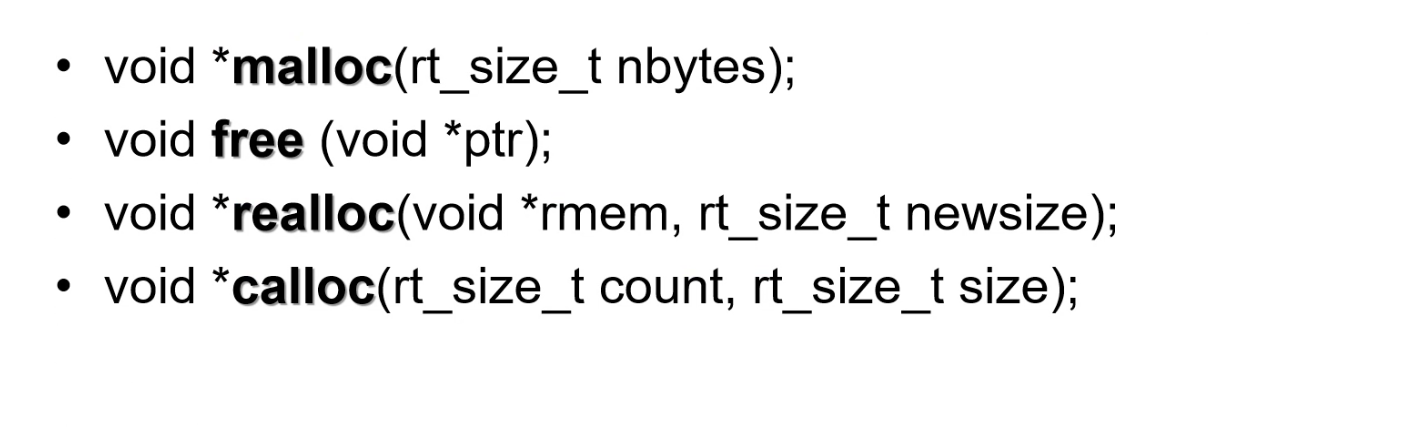 • void *malloc(rt_size_t nbytes);
• void free (void *ptr);
• void *realloc(void *rmem, rt_size_t newsize);
• void *calloc(rt_size_t count, rt_size_t size);